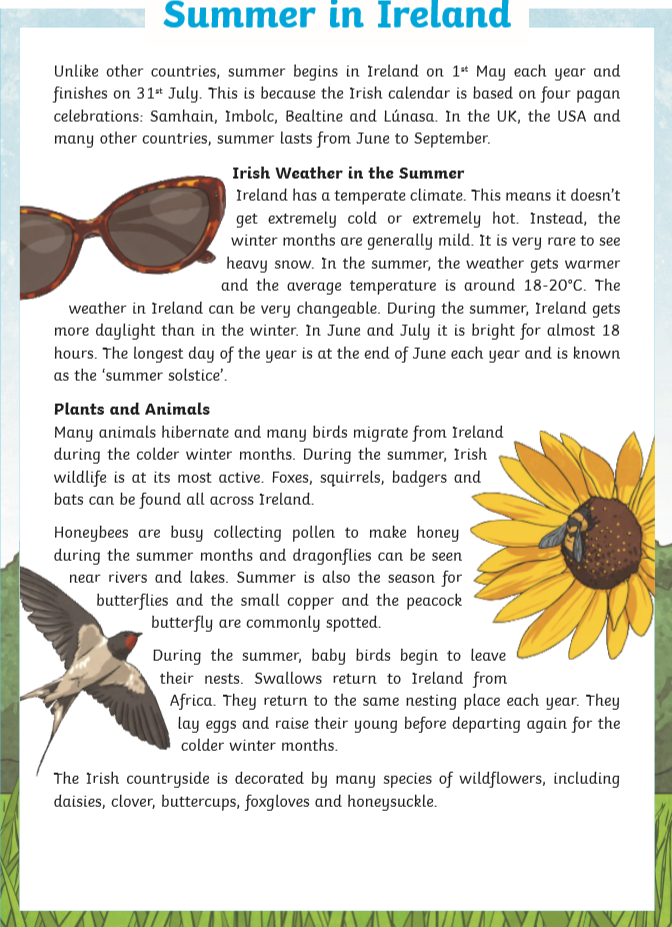 Summer in Ireland
Unlike other countries, summer begins in Ireland on 1st May each year and
finishes on 31st July. This is because the Irish calendar is based on four pagan
celebrations: Samhain, Imbolc, Bealtine and Lúnasa. In the UK, the USA and
many other countries, summer lasts from June to September.
Irish Weather in the Summer
Ireland has a temperate climate. This means it doesn't
get extremely cold or extremely hot. Instead, the
winter months are generally mild. It is very rare to see
heavy snow. In the summer, the weather gets warmer
and the average temperature is around 18-20°C. The
weather in Ireland can be very changeable. During the summer, Ireland gets
more daylight than in the winter. In June and July it is bright for almost 18
hours. The longest day of the year is at the end of June each year and is known
as the 'summer solstice'.
Plants and Animals
Many animals hibernate and many birds migrate from Ireland
during the colder winter months. During the summer, Irish
wildlife is at its most active. Foxes, squirrels, badgers and
bats can be found all across Ireland.
Honeybees are busy collecting pollen to make honey
during the summer months and dragonflies can be seen
near rivers and lakes. Summer is also the season for
butterflies and the small copper and the peacock
butterfly are commonly spotted.
During the summer, baby birds begin to leave
their nests. Swallows return to Ireland from
Africa. They return to the same nesting place each year. They
lay eggs and raise their young before departing again for the
colder winter months.
The Irish countryside is decorated by many species of wildflowers, including
daisies, clover, buttercups, foxgloves and honeysuckle.